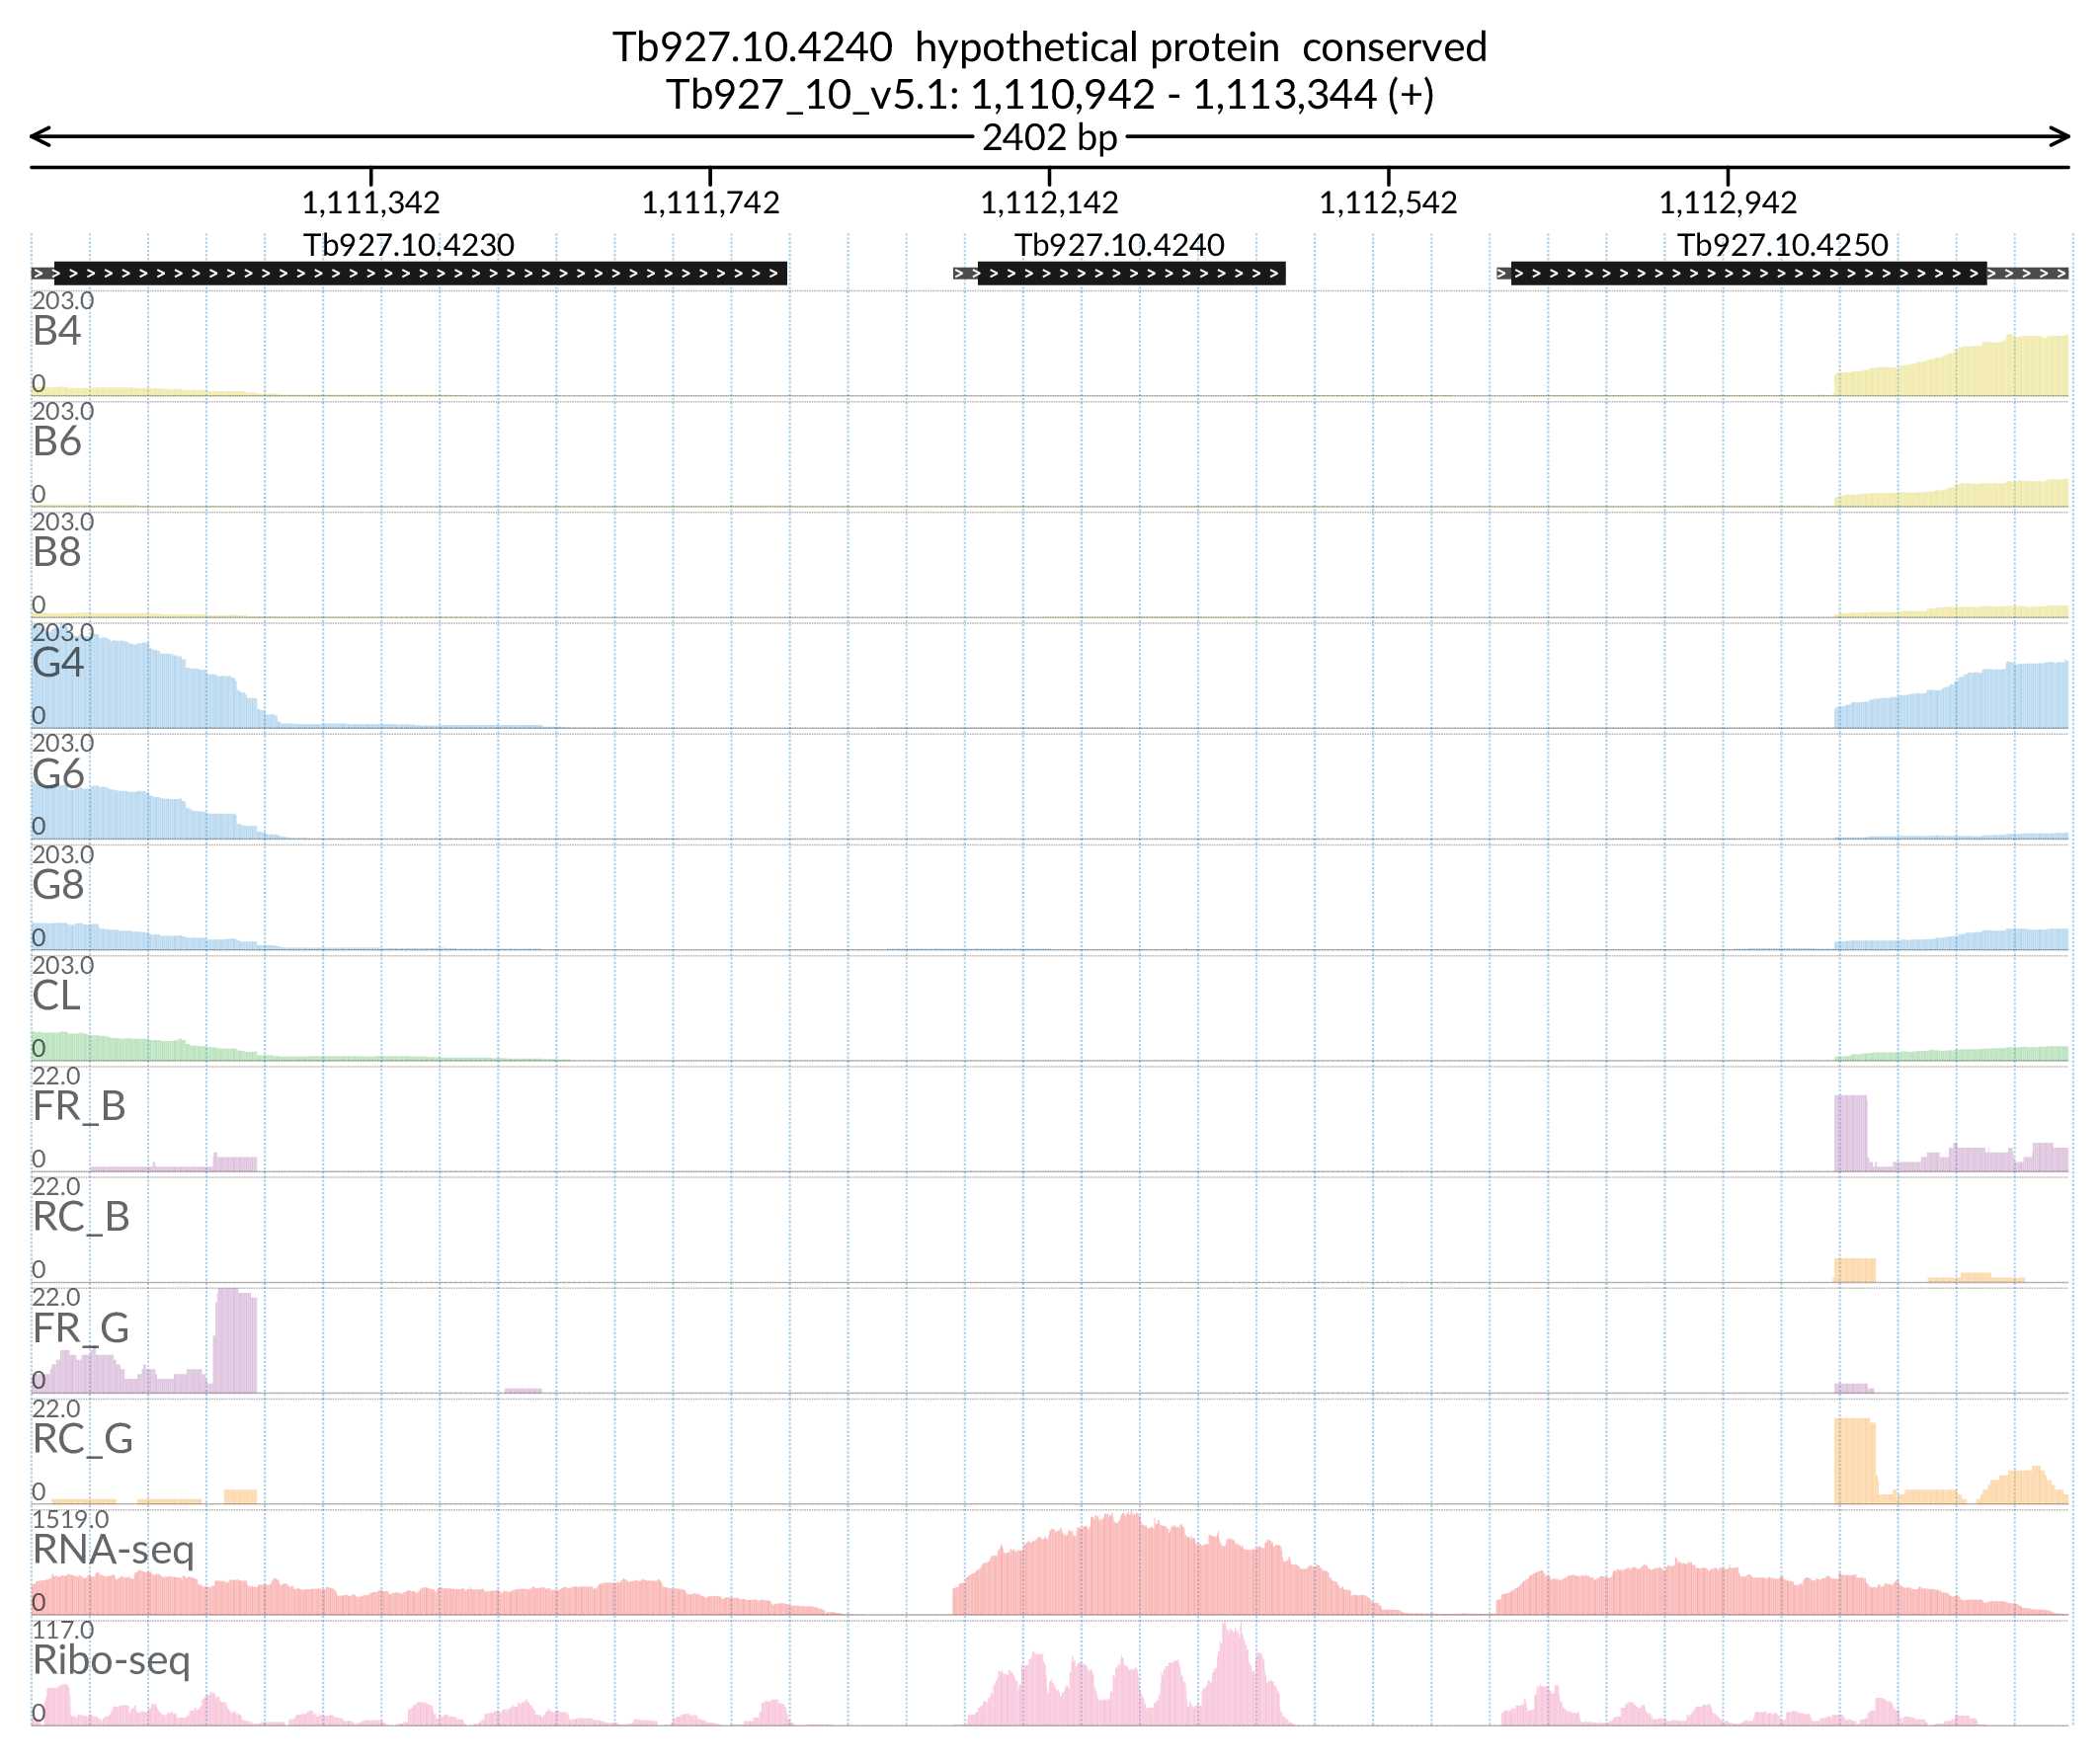 Tb927.10.4240 hypothetical protein conserved
Tb927_10_v5.1: 1,110,942 - 1,113,344 (+)
2402 bp
1,111,342 1,111,742 1,112,142 1,112,542 1,112,942
Tb927.10.4230 Tb927.10.4240 Tb927.10.4250
203.0
B4
0
203.0
B6
0
203.0
B8
0
203.0
G4
0
203.0
G6
0
203.0
G8
0
203.0
CL
0
22.0
FR_B
0
22.0
RC_B
0
22.0
FR_G
0
22.0
RC_G
0
1519.0
RNA-seq
0
117.0
Ribo-seq
0